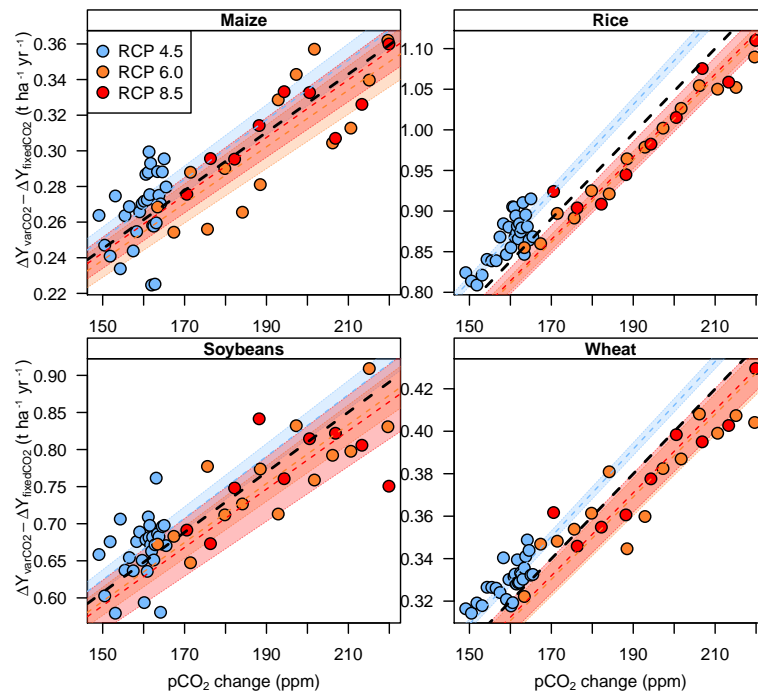 Maize
Rice
ΔY_varCO2 − ΔY_fixedCO2 (t ha⁻¹ yr⁻¹)
0.36
0.34
0.32
0.30
0.28
0.26
0.24
0.22
RCP 4.5
RCP 6.0
RCP 8.5
1.10
1.05
1.00
0.95
0.90
0.85
0.80
150 170 190 210
150 170 190 210
Soybeans
Wheat
ΔY_varCO2 − ΔY_fixedCO2 (t ha⁻¹ yr⁻¹)
0.90
0.85
0.80
0.75
0.70
0.65
0.60
0.42
0.40
0.38
0.36
0.34
0.32
150 170 190 210
150 170 190 210
pCO₂ change (ppm)
pCO₂ change (ppm)